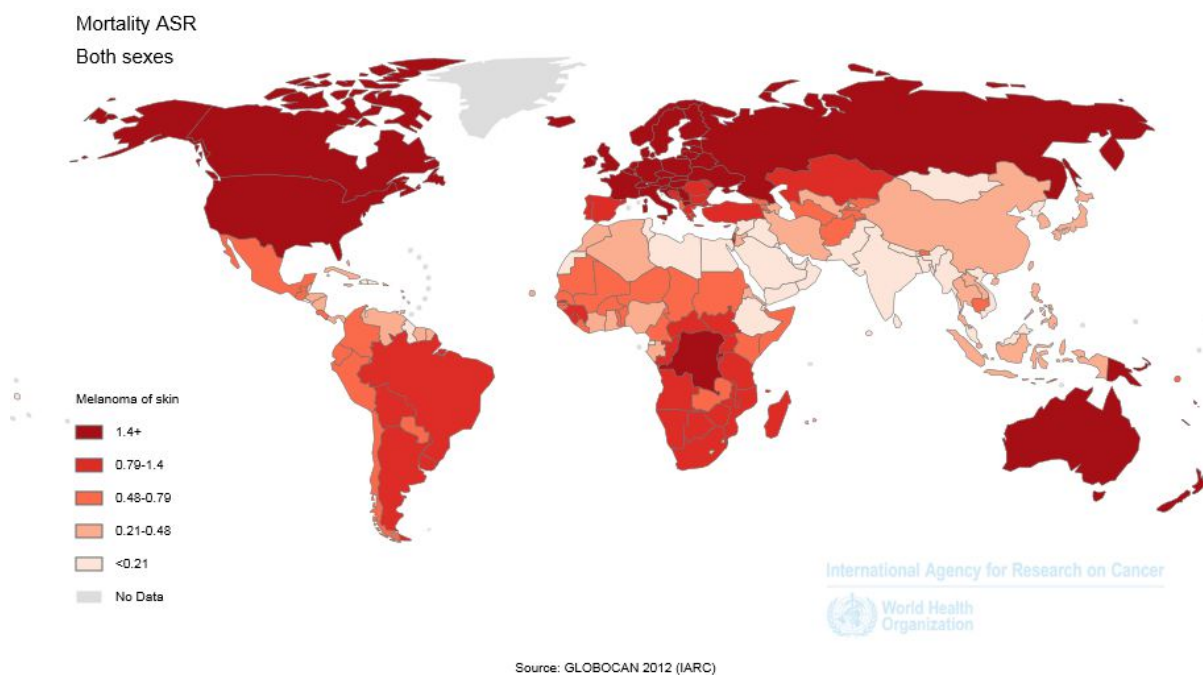 Mortality ASR
Both sexes
Melanoma of skin
1.4+
0.79-1.4
0.48-0.79
0.21-0.48
<0.21
No Data
International Agency for Research on Cancer
World Health
Organization
Source: GLOBOCAN 2012 (IARC)